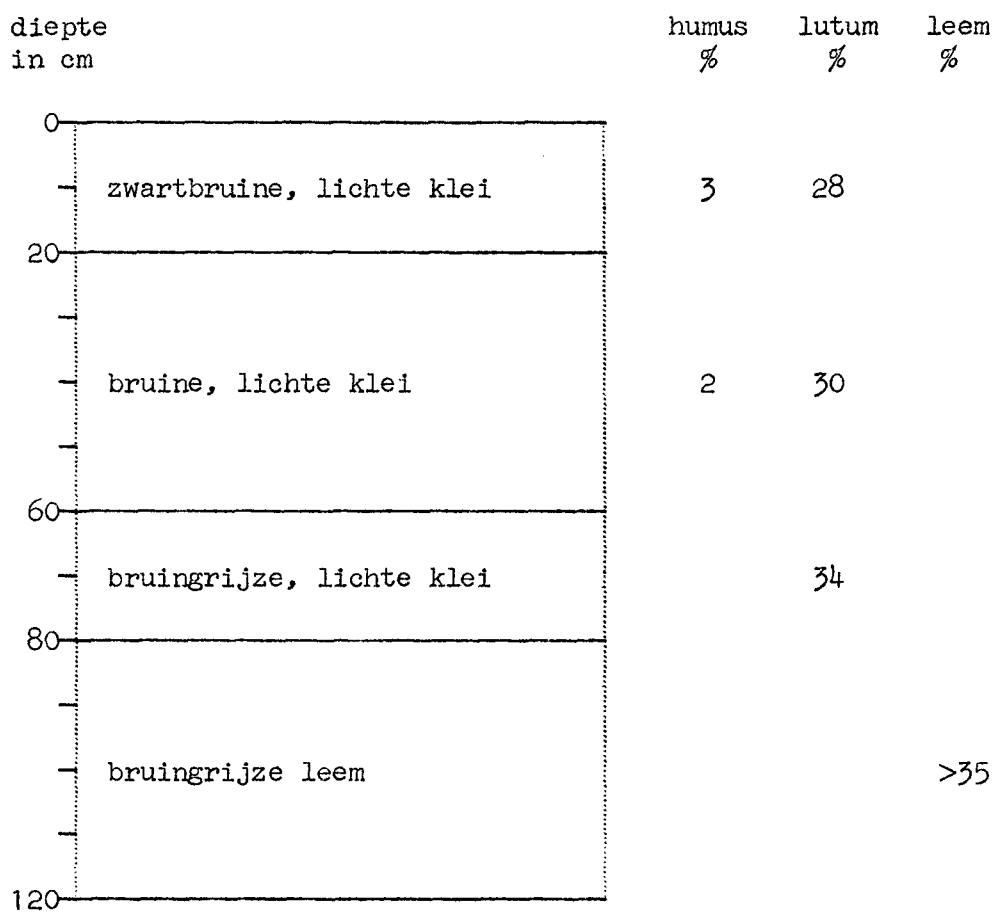 diepte humus lutum leem
in cm % % %
0
zwartbruine, lichte klei 3 28
20
bruine, lichte klei 2 30
60
bruingrijze, lichte klei 34
80
bruingrijze leem >35
120